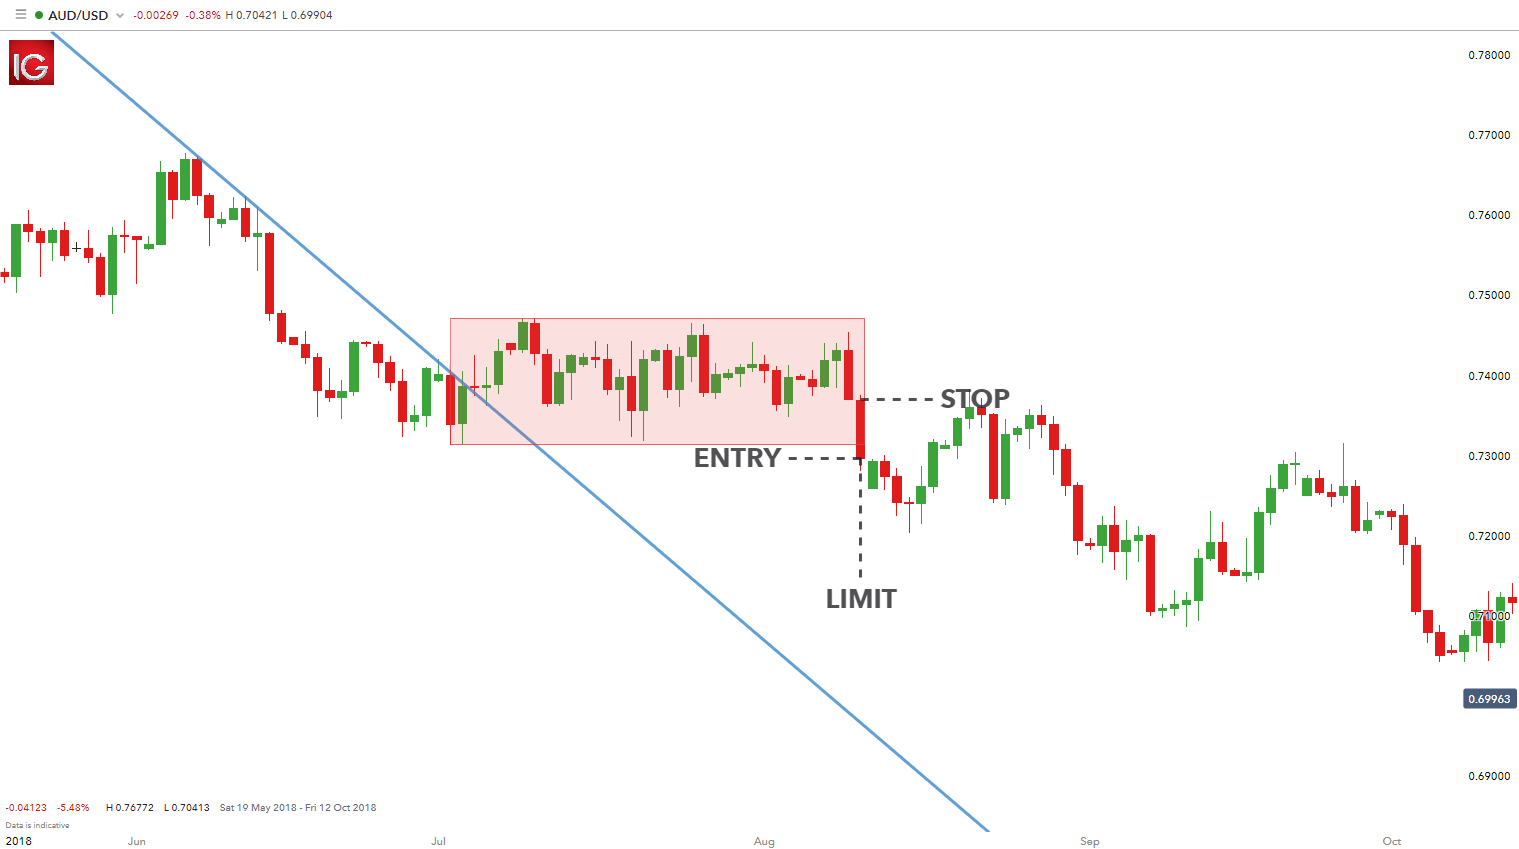 AUD/USD -0.00269 -0.38% H 0.70421 L 0.69904
IG
0.78000
0.77000
0.76000
0.75000
0.74000
STOP
0.73000
ENTRY
0.72000
LIMIT
0.71000
0.69963
0.69000
-0.04123 -5.48% H 0.76772 L 0.70413 Sat 19 May 2018 - Fri 12 Oct 2018
Data is indicative
2018 Jun Jul Aug Sep Oct